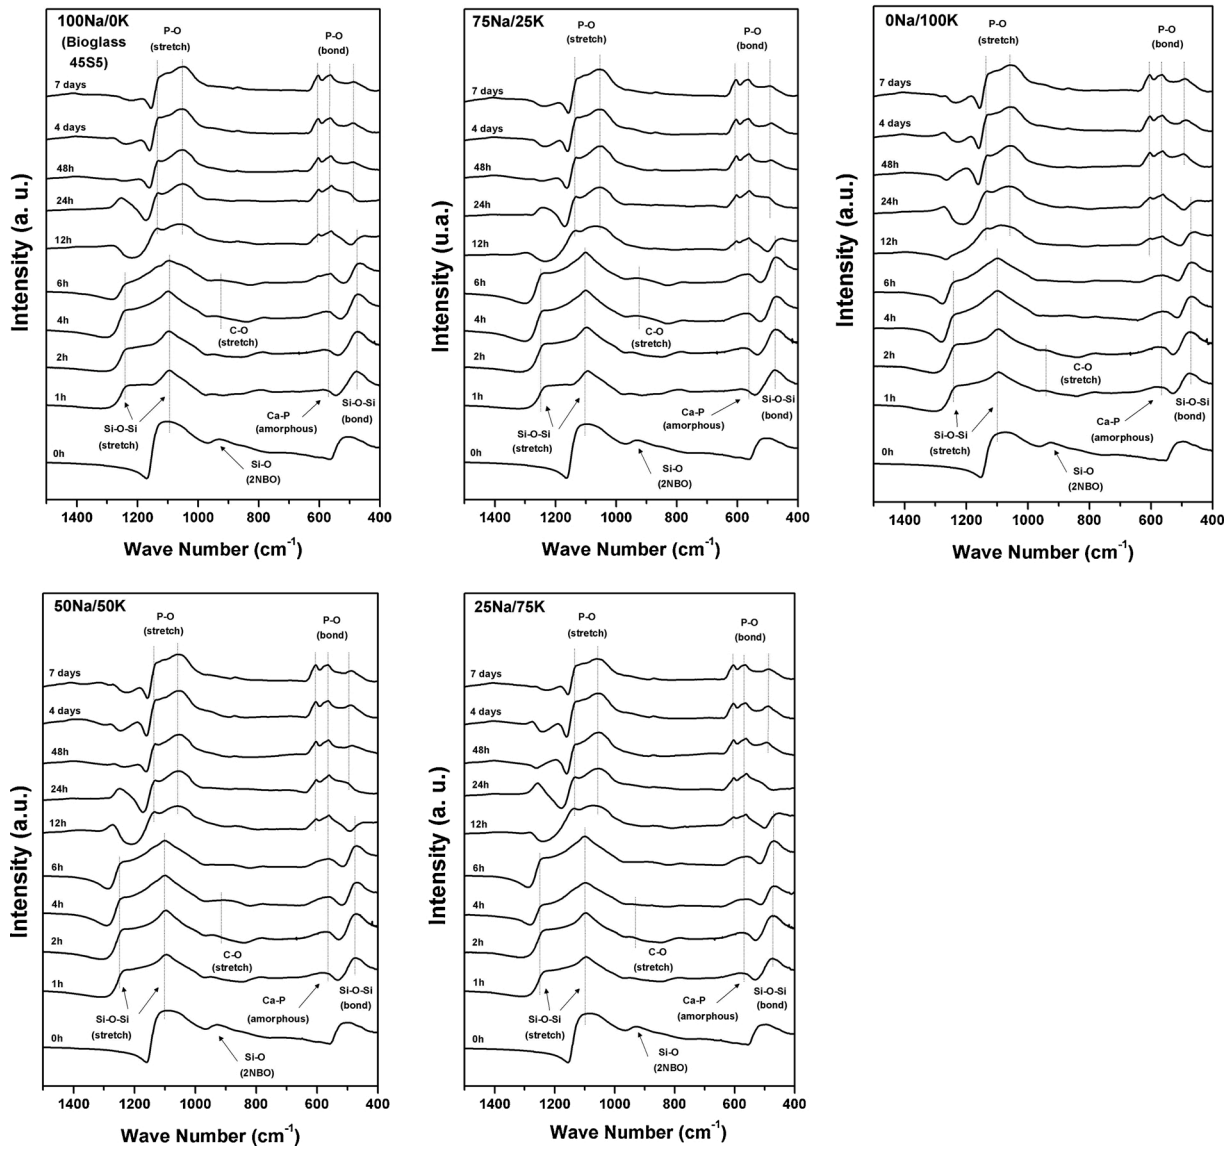 100Na/0K
(Bioglass
45S5)
P-O
(stretch)
P-O
(bond)
7 days
4 days
48h
24h
12h
6h
4h
2h
1h
0h
C-O
(stretch)
Ca-P
(amorphous)
Si-O-Si
(bond)
Si-O-Si
(stretch)
Si-O
(2NBO)
Intensity (a. u.)
1400 1200 1000 800 600 400
Wave Number (cm⁻¹)
75Na/25K
P-O
(stretch)
P-O
(bond)
7 days
4 days
48h
24h
12h
6h
4h
2h
1h
0h
C-O
(stretch)
Ca-P
(amorphous)
Si-O-Si
(bond)
Si-O-Si
(stretch)
Si-O
(2NBO)
Intensity (u.a.)
1400 1200 1000 800 600 400
Wave Number (cm⁻¹)
0Na/100K
P-O
(stretch)
P-O
(bond)
7 days
4 days
48h
24h
12h
6h
4h
2h
1h
0h
C-O
(stretch)
Ca-P
(amorphous)
Si-O-Si
(bond)
Si-O-Si
(stretch)
Si-O
(2NBO)
Intensity (a.u.)
1400 1200 1000 800 600 400
Wave Number (cm⁻¹)
50Na/50K
P-O
(stretch)
P-O
(bond)
7 days
4 days
48h
24h
12h
6h
4h
2h
1h
0h
C-O
(stretch)
Ca-P
(amorphous)
Si-O-Si
(bond)
Si-O-Si
(stretch)
Si-O
(2NBO)
Intensity (a.u.)
1400 1200 1000 800 600 400
Wave Number (cm⁻¹)
25Na/75K
P-O
(stretch)
P-O
(bond)
7 days
4 days
48h
24h
12h
6h
4h
2h
1h
0h
C-O
(stretch)
Ca-P
(amorphous)
Si-O-Si
(bond)
Si-O-Si
(stretch)
Si-O
(2NBO)
Intensity (a. u.)
1400 1200 1000 800 600 400
Wave Number (cm⁻¹)